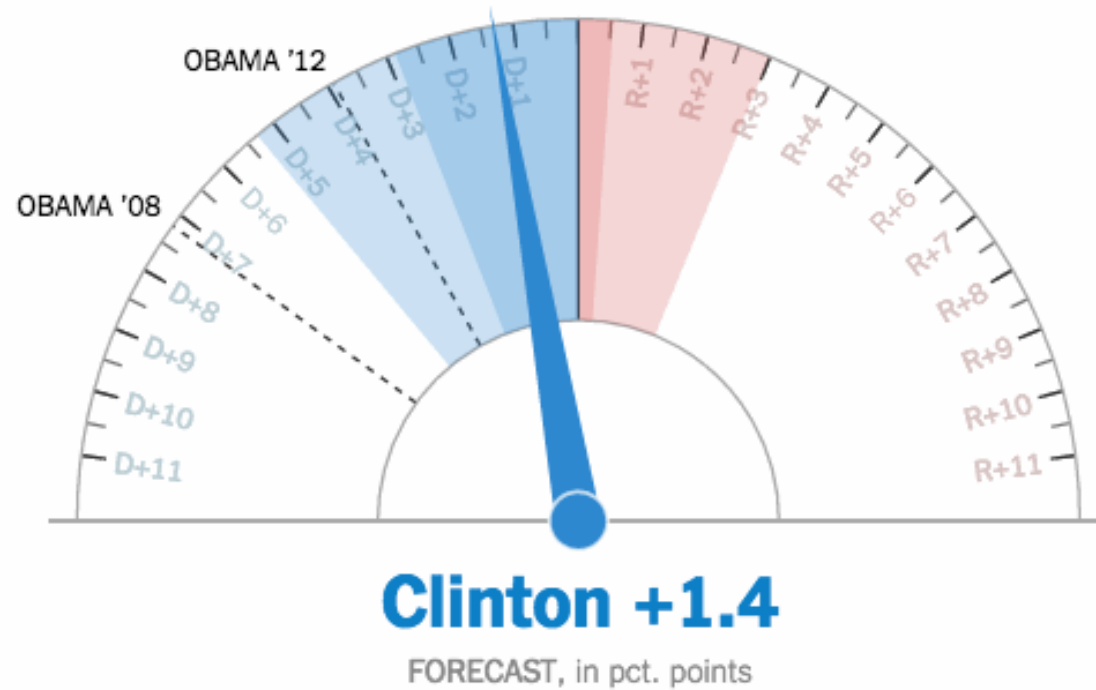 OBAMA '12
OBAMA '08
D+11
D+10
D+9
D+8
D+7
D+6
D+5
D+4
D+3
D+2
D+1
R+1
R+2
R+3
R+4
R+5
R+6
R+7
R+8
R+9
R+10
R+11
Clinton +1.4
FORECAST, in pct. points